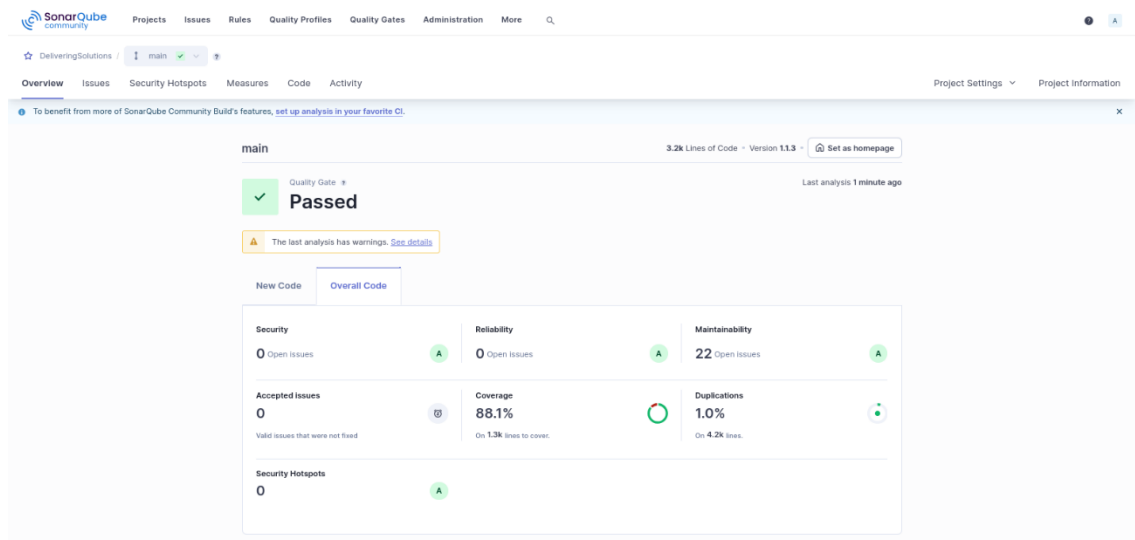 SonarQube community Projects Issues Rules Quality Profiles Quality Gates Administration More A
DeliveringSolutions / main
Overview Issues Security Hotspots Measures Code Activity Project Settings Project Information
To benefit from more of SonarQube Community Build's features, set up analysis in your favorite CI.
main 3.2k Lines of Code • Version 1.1.3 • Set as homepage
Quality Gate Last analysis 1 minute ago
Passed
The last analysis has warnings. See details
New Code Overall Code
Security Reliability Maintainability
0 Open issues A 0 Open issues A 22 Open issues A
Accepted issues Coverage Duplications
0 88.1% 1.0%
Valid issues that were not fixed On 1.3k lines to cover. On 4.2k lines.
Security Hotspots
0 A